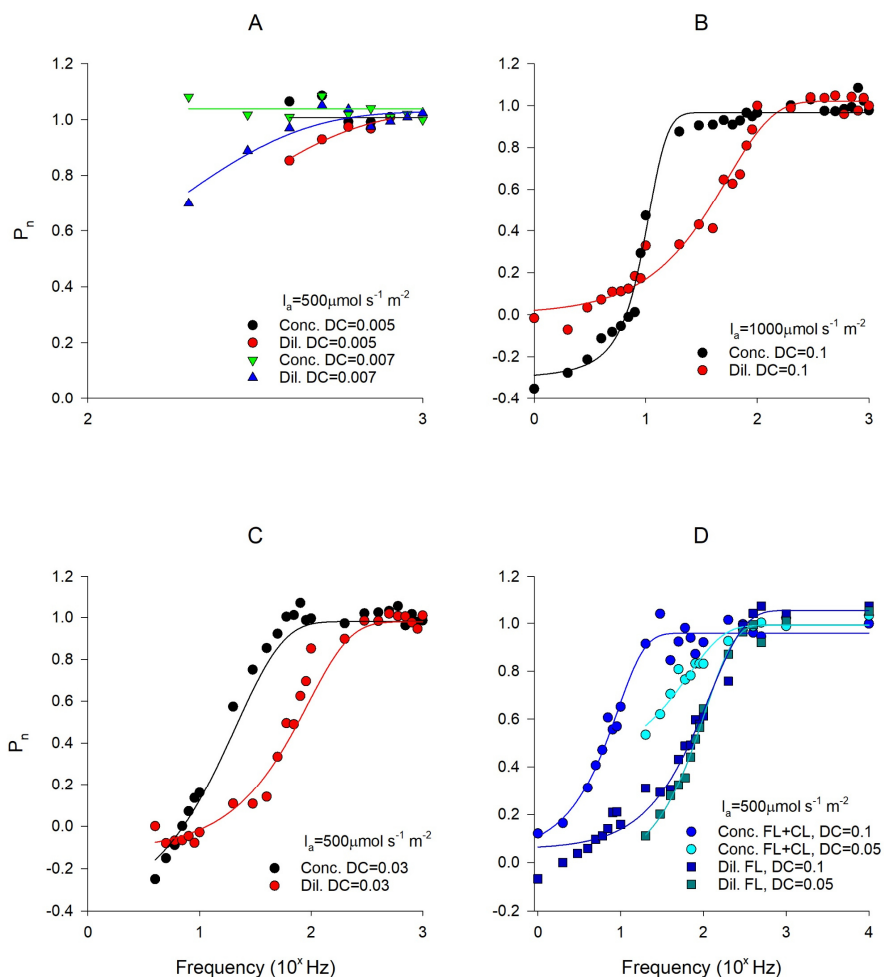 A
P_n
1.2
1.0
0.8
0.6
0.4
0.2
0.0
2
3
I_a=500μmol s⁻¹ m⁻²
Conc. DC=0.005
Dil. DC=0.005
Conc. DC=0.007
Dil. DC=0.007
B
1.2
1.0
0.8
0.6
0.4
0.2
0.0
-0.2
-0.4
0
1
2
3
I_a=1000μmol s⁻¹ m⁻²
Conc. DC=0.1
Dil. DC=0.1
C
P_n
1.2
1.0
0.8
0.6
0.4
0.2
0.0
-0.2
-0.4
0
1
2
3
I_a=500μmol s⁻¹ m⁻²
Conc. DC=0.03
Dil. DC=0.03
Frequency (10ˣ Hz)
D
1.2
1.0
0.8
0.6
0.4
0.2
0.0
-0.2
0
1
2
3
4
I_a=500μmol s⁻¹ m⁻²
Conc. FL+CL, DC=0.1
Conc. FL+CL, DC=0.05
Dil. FL, DC=0.1
Dil. FL, DC=0.05
Frequency (10ˣ Hz)